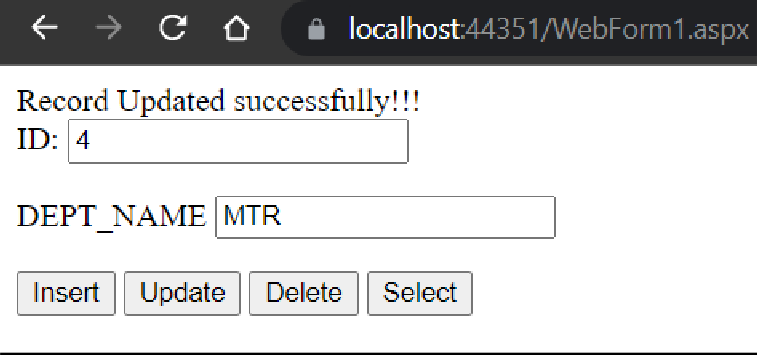 localhost:44351/WebForm1.aspx
Record Updated successfully!!!
ID: 4
DEPT_NAME MTR
Insert Update Delete Select